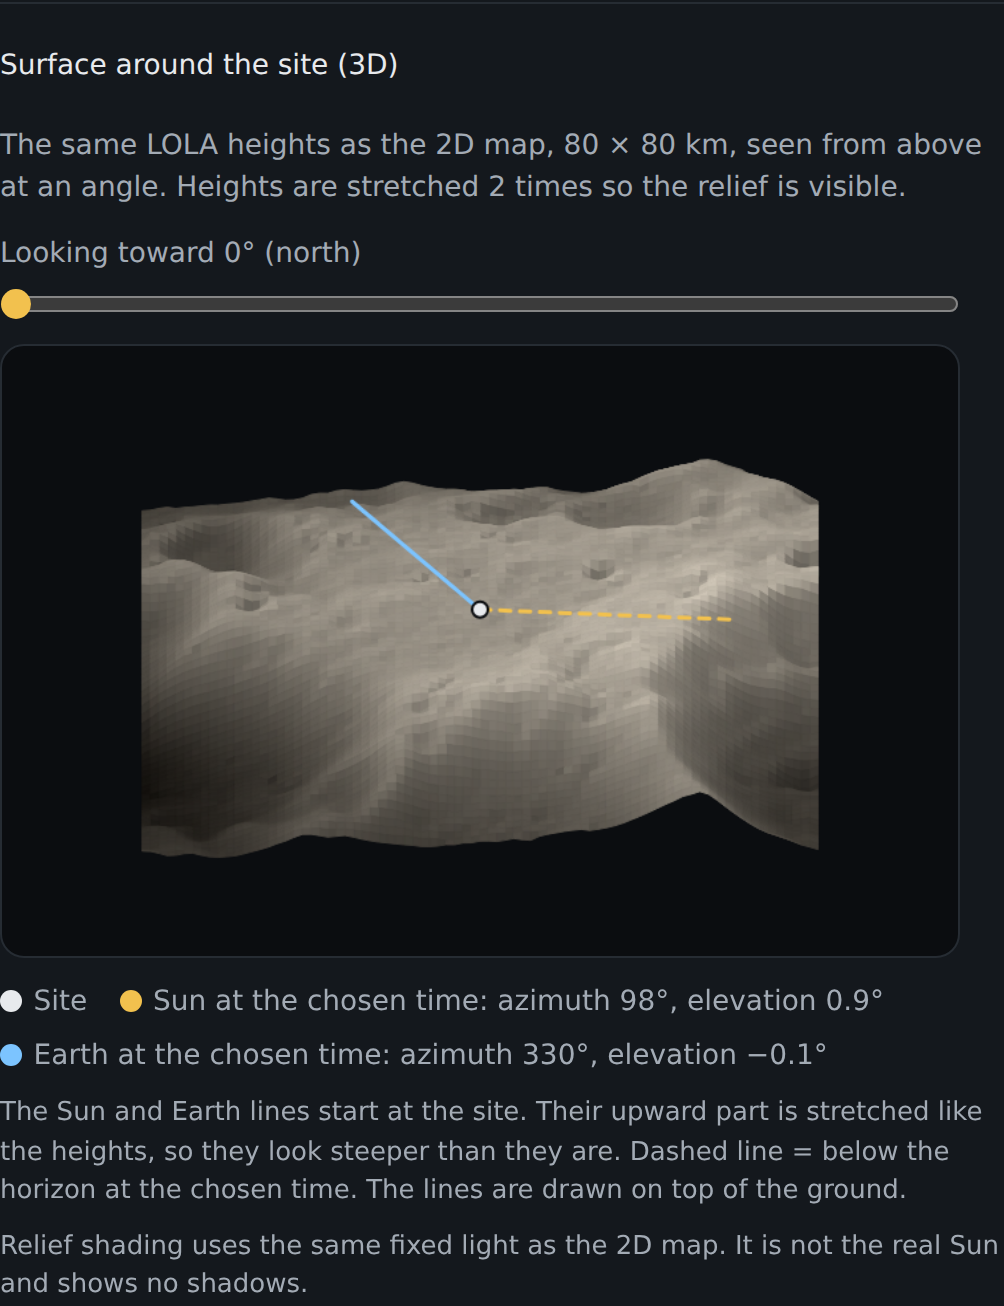 Surface around the site (3D)
The same LOLA heights as the 2D map, 80 × 80 km, seen from above
at an angle. Heights are stretched 2 times so the relief is visible.
Looking toward 0° (north)
Site
Sun at the chosen time: azimuth 98°, elevation 0.9°
Earth at the chosen time: azimuth 330°, elevation −0.1°
The Sun and Earth lines start at the site. Their upward part is stretched like
the heights, so they look steeper than they are. Dashed line = below the
horizon at the chosen time. The lines are drawn on top of the ground.
Relief shading uses the same fixed light as the 2D map. It is not the real Sun
and shows no shadows.